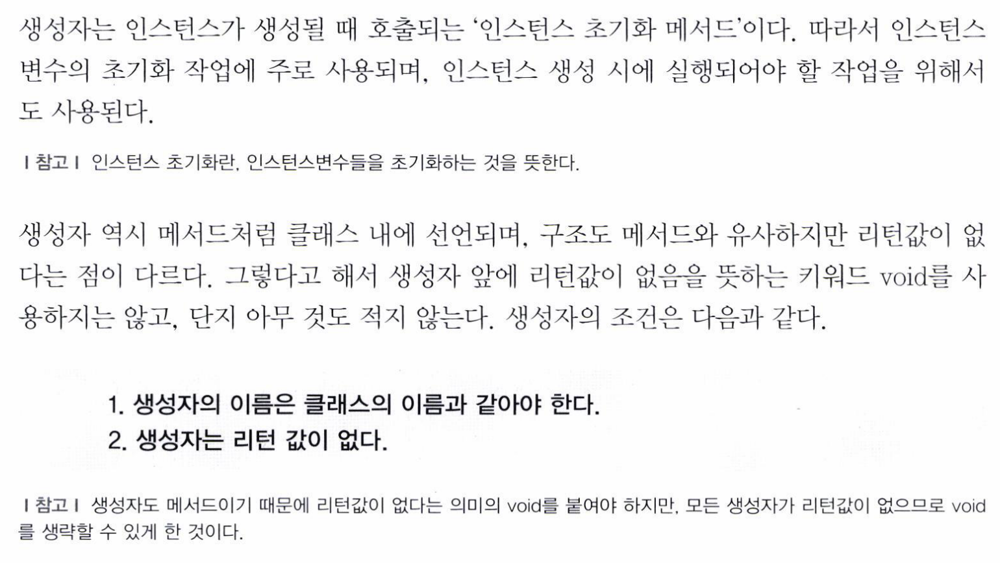 생성자는 인스턴스가 생성될 때 호출되는 ‘인스턴스 초기화 메서드’이다. 따라서 인스턴스
변수의 초기화 작업에 주로 사용되며, 인스턴스 생성 시에 실행되어야 할 작업을 위해서
도 사용된다.
| 참고 | 인스턴스 초기화란, 인스턴스변수들을 초기화하는 것을 뜻한다.
생성자 역시 메서드처럼 클래스 내에 선언되며, 구조도 메서드와 유사하지만 리턴값이 없
다는 점이 다르다. 그렇다고 해서 생성자 앞에 리턴값이 없음을 뜻하는 키워드 void를 사
용하지는 않고, 단지 아무 것도 적지 않는다. 생성자의 조건은 다음과 같다.
1. 생성자의 이름은 클래스의 이름과 같아야 한다.
2. 생성자는 리턴 값이 없다.
| 참고 | 생성자도 메서드이기 때문에 리턴값이 없다는 의미의 void를 붙여야 하지만, 모든 생성자가 리턴값이 없으므로 void
를 생략할 수 있게 한 것이다.